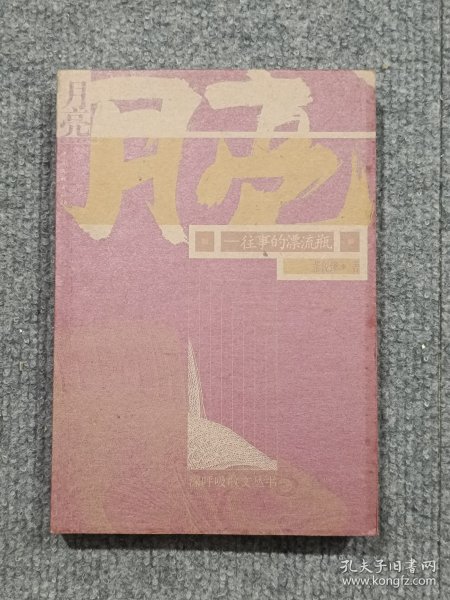 月亮
月亮
—往事的漂流瓶
著
深呼吸散文丛书
孔夫子旧书网
www.kongfz.com